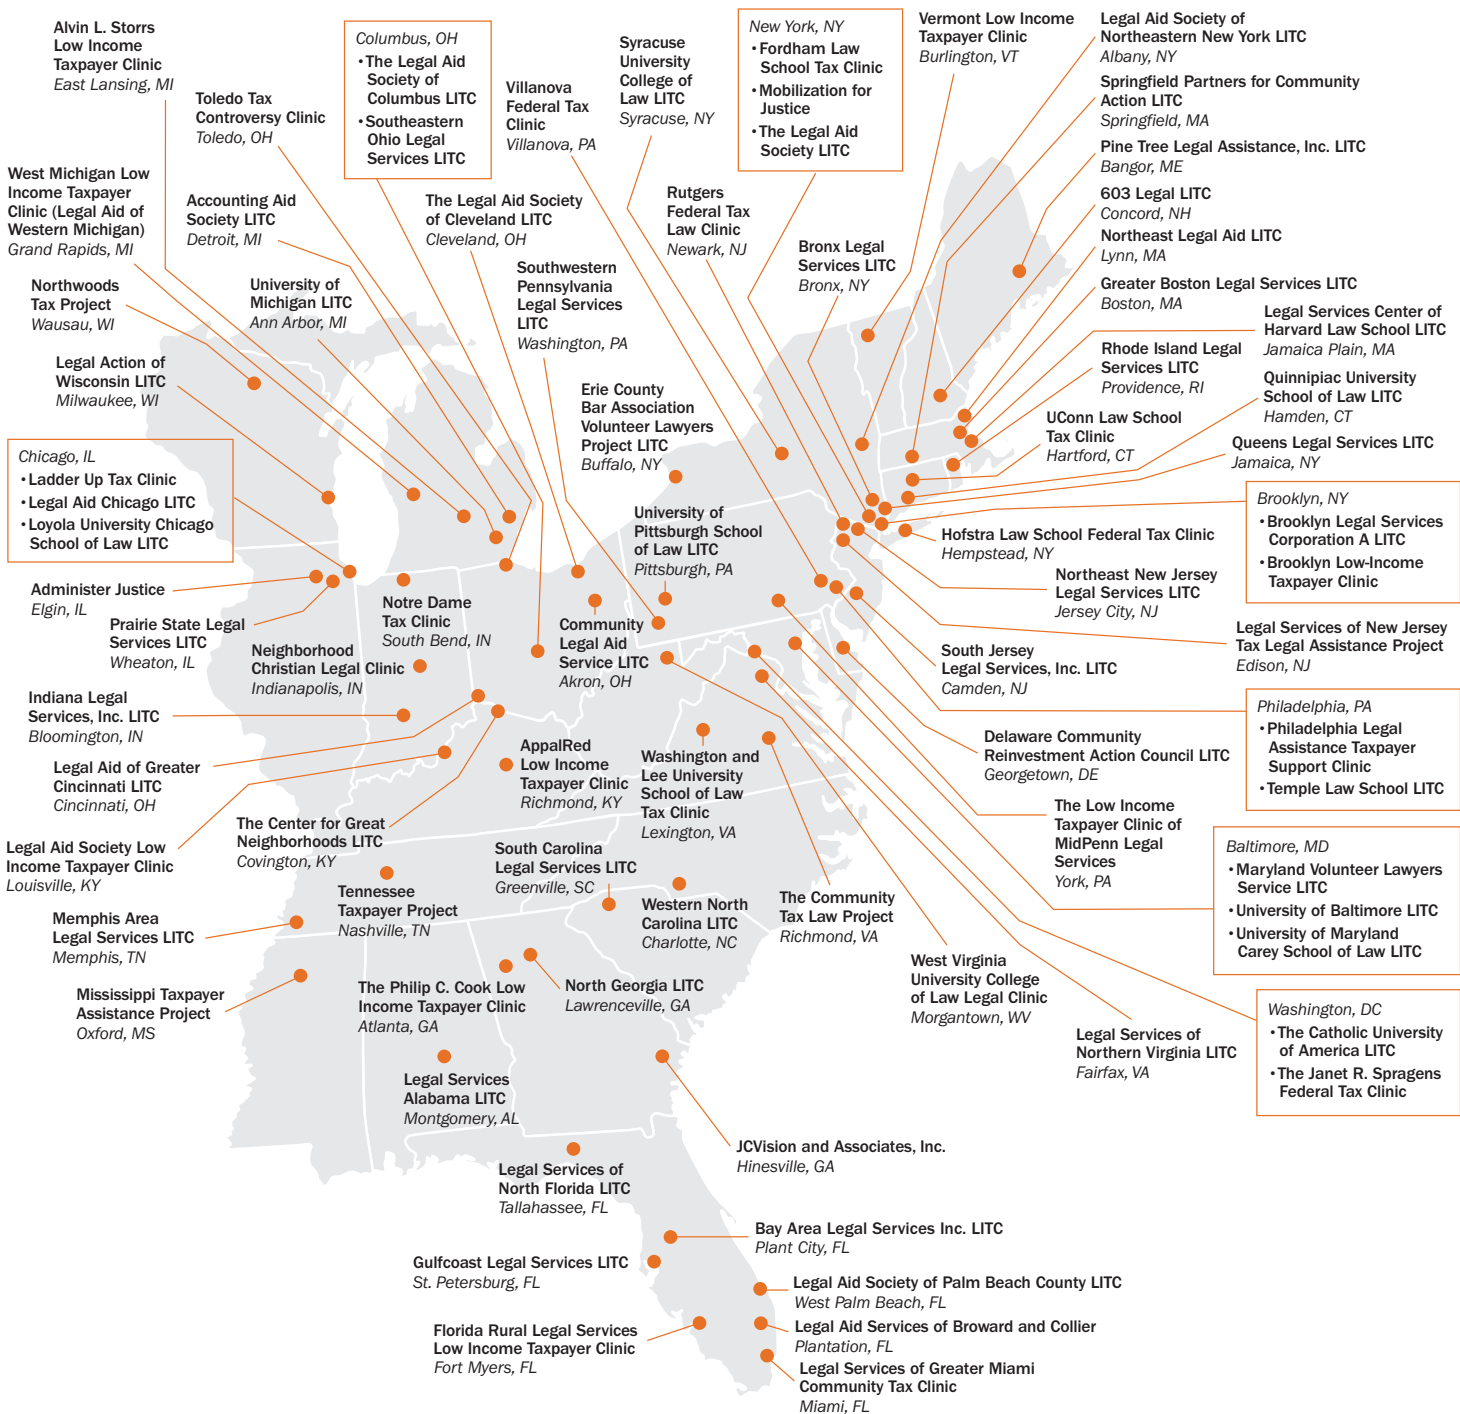 Alvin L. Storrs
Low Income
Taxpayer Clinic
East Lansing, MI
Columbus, OH
•The Legal Aid
Society of
Columbus LITC
•Southeastern
Ohio Legal
Services LITC
Toledo Tax
Controversy Clinic
Toledo, OH
Villanova
Federal Tax
Clinic
Villanova, PA
Syracuse
University
College of
Law LITC
Syracuse, NY
New York, NY
•Fordham Law
School Tax Clinic
•Mobilization for
Justice
•The Legal Aid
Society LITC
Vermont Low Income
Taxpayer Clinic
Burlington, VT
Legal Aid Society of
Northeastern New York LITC
Albany, NY
Springfield Partners for Community
Action LITC
Springfield, MA
Pine Tree Legal Assistance, Inc. LITC
Bangor, ME
603 Legal LITC
Concord, NH
Northeast Legal Aid LITC
Lynn, MA
Greater Boston Legal Services LITC
Boston, MA
Legal Services Center of
Harvard Law School LITC
Jamaica Plain, MA
Rhode Island Legal
Services LITC
Providence, RI
Quinnipiac University
School of Law LITC
Hamden, CT
UConn Law School
Tax Clinic
Hartford, CT
Queens Legal Services LITC
Jamaica, NY
West Michigan Low
Income Taxpayer
Clinic (Legal Aid of
Western Michigan)
Grand Rapids, MI
Accounting Aid
Society LITC
Detroit, MI
The Legal Aid Society
of Cleveland LITC
Cleveland, OH
Rutgers
Federal Tax
Law Clinic
Newark, NJ
Bronx Legal
Services LITC
Bronx, NY
Southwestern
Pennsylvania
Legal Services
LITC
Washington, PA
Northwoods
Tax Project
Wausau, WI
University of
Michigan LITC
Ann Arbor, MI
Legal Action of
Wisconsin LITC
Milwaukee, WI
Erie County
Bar Association
Volunteer Lawyers
Project LITC
Buffalo, NY
Chicago, IL
•Ladder Up Tax Clinic
•Legal Aid Chicago LITC
•Loyola University Chicago
School of Law LITC
University of
Pittsburgh School
of Law LITC
Pittsburgh, PA
Brooklyn, NY
•Brooklyn Legal Services
Corporation A LITC
•Brooklyn Low-Income
Taxpayer Clinic
Hofstra Law School Federal Tax Clinic
Hempstead, NY
Northeast New Jersey
Legal Services LITC
Jersey City, NJ
Legal Services of New Jersey
Tax Legal Assistance Project
Edison, NJ
Administer Justice
Elgin, IL
Prairie State Legal
Services LITC
Wheaton, IL
Notre Dame
Tax Clinic
South Bend, IN
Neighborhood
Christian Legal Clinic
Indianapolis, IN
Community
Legal Aid
Service LITC
Akron, OH
South Jersey
Legal Services, Inc. LITC
Camden, NJ
Philadelphia, PA
•Philadelphia Legal
Assistance Taxpayer
Support Clinic
•Temple Law School LITC
Indiana Legal
Services, Inc. LITC
Bloomington, IN
Legal Aid of Greater
Cincinnati LITC
Cincinnati, OH
AppalRed
Low Income
Taxpayer Clinic
Richmond, KY
Washington and
Lee University
School of Law
Tax Clinic
Lexington, VA
Delaware Community
Reinvestment Action Council LITC
Georgetown, DE
The Low Income
Taxpayer Clinic of
MidPenn Legal
Services
York, PA
Baltimore, MD
•Maryland Volunteer Lawyers
Service LITC
•University of Baltimore LITC
•University of Maryland
Carey School of Law LITC
Legal Aid Society Low
Income Taxpayer Clinic
Louisville, KY
The Center for Great
Neighborhoods LITC
Covington, KY
South Carolina
Legal Services LITC
Greenville, SC
Tennessee
Taxpayer Project
Nashville, TN
Western North
Carolina LITC
Charlotte, NC
The Community
Tax Law Project
Richmond, VA
Memphis Area
Legal Services LITC
Memphis, TN
West Virginia
University College
of Law Legal Clinic
Morgantown, WV
Mississippi Taxpayer
Assistance Project
Oxford, MS
The Philip C. Cook Low
Income Taxpayer Clinic
Atlanta, GA
North Georgia LITC
Lawrenceville, GA
Legal Services of
Northern Virginia LITC
Fairfax, VA
Washington, DC
•The Catholic University
of America LITC
•The Janet R. Spragens
Federal Tax Clinic
Legal Services
Alabama LITC
Montgomery, AL
JCVision and Associates, Inc.
Hinesville, GA
Legal Services of
North Florida LITC
Tallahassee, FL
Bay Area Legal Services Inc. LITC
Plant City, FL
Gulfcoast Legal Services LITC
St. Petersburg, FL
Legal Aid Society of Palm Beach County LITC
West Palm Beach, FL
Florida Rural Legal Services
Low Income Taxpayer Clinic
Fort Myers, FL
Legal Aid Services of Broward and Collier
Plantation, FL
Legal Services of Greater Miami
Community Tax Clinic
Miami, FL